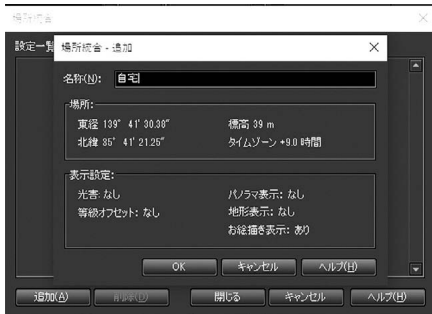 場所統合
設定一覧
場所統合 - 追加
名称(N): 自宅
場所:
東経 139° 41' 30.38" 標高 39 m
北緯 35° 41' 21.25" タイムゾーン +9.0 時間
表示設定:
光害: なし パノラマ表示: なし
等級オフセット: なし 地形表示: なし
お絵描き表示: あり
OK キャンセル ヘルプ(H)
追加(A) 削除(D) 閉じる キャンセル ヘルプ(H)